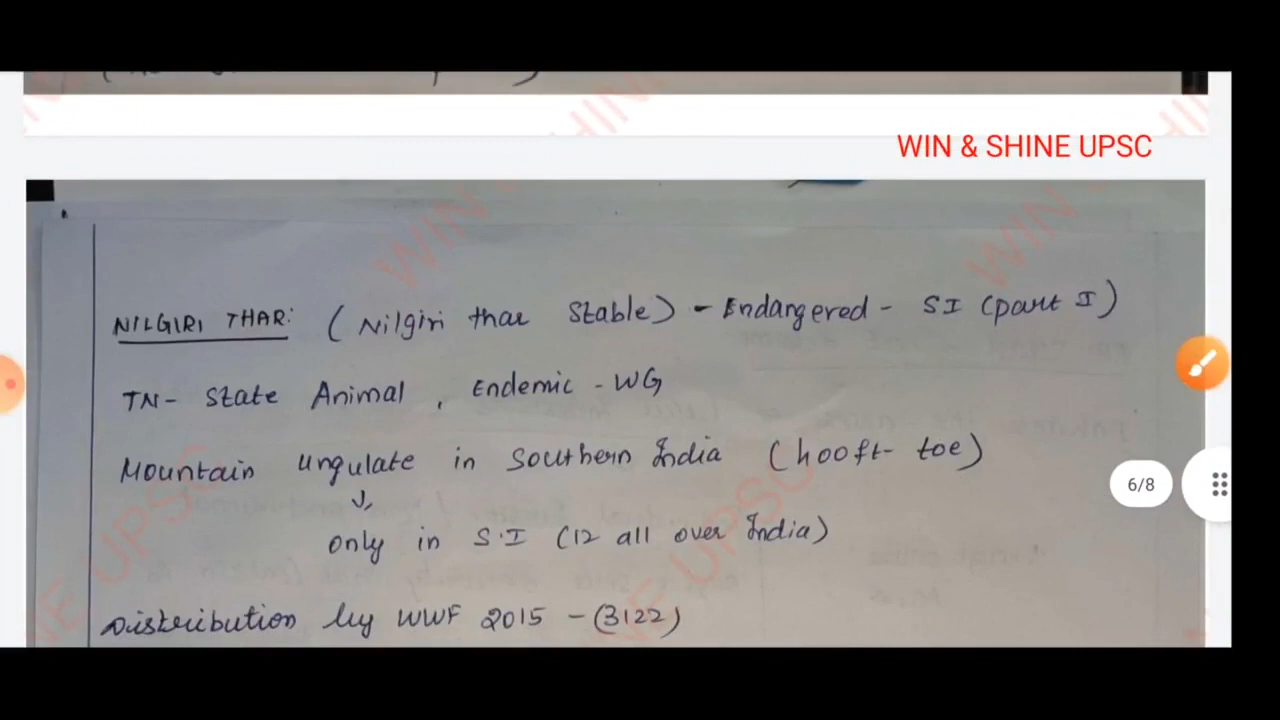 WIN & SHINE UPSC
NILGIRI THAR: (Nilgiri thar Stable) - Endangered - SI (part I)
TN- State Animal, Endemic - WG
Mountain ungulate in Southern India (hooft- toe)
only in S.I (12 all over India)
6/8
Distribution by WWF 2015 - (3122)